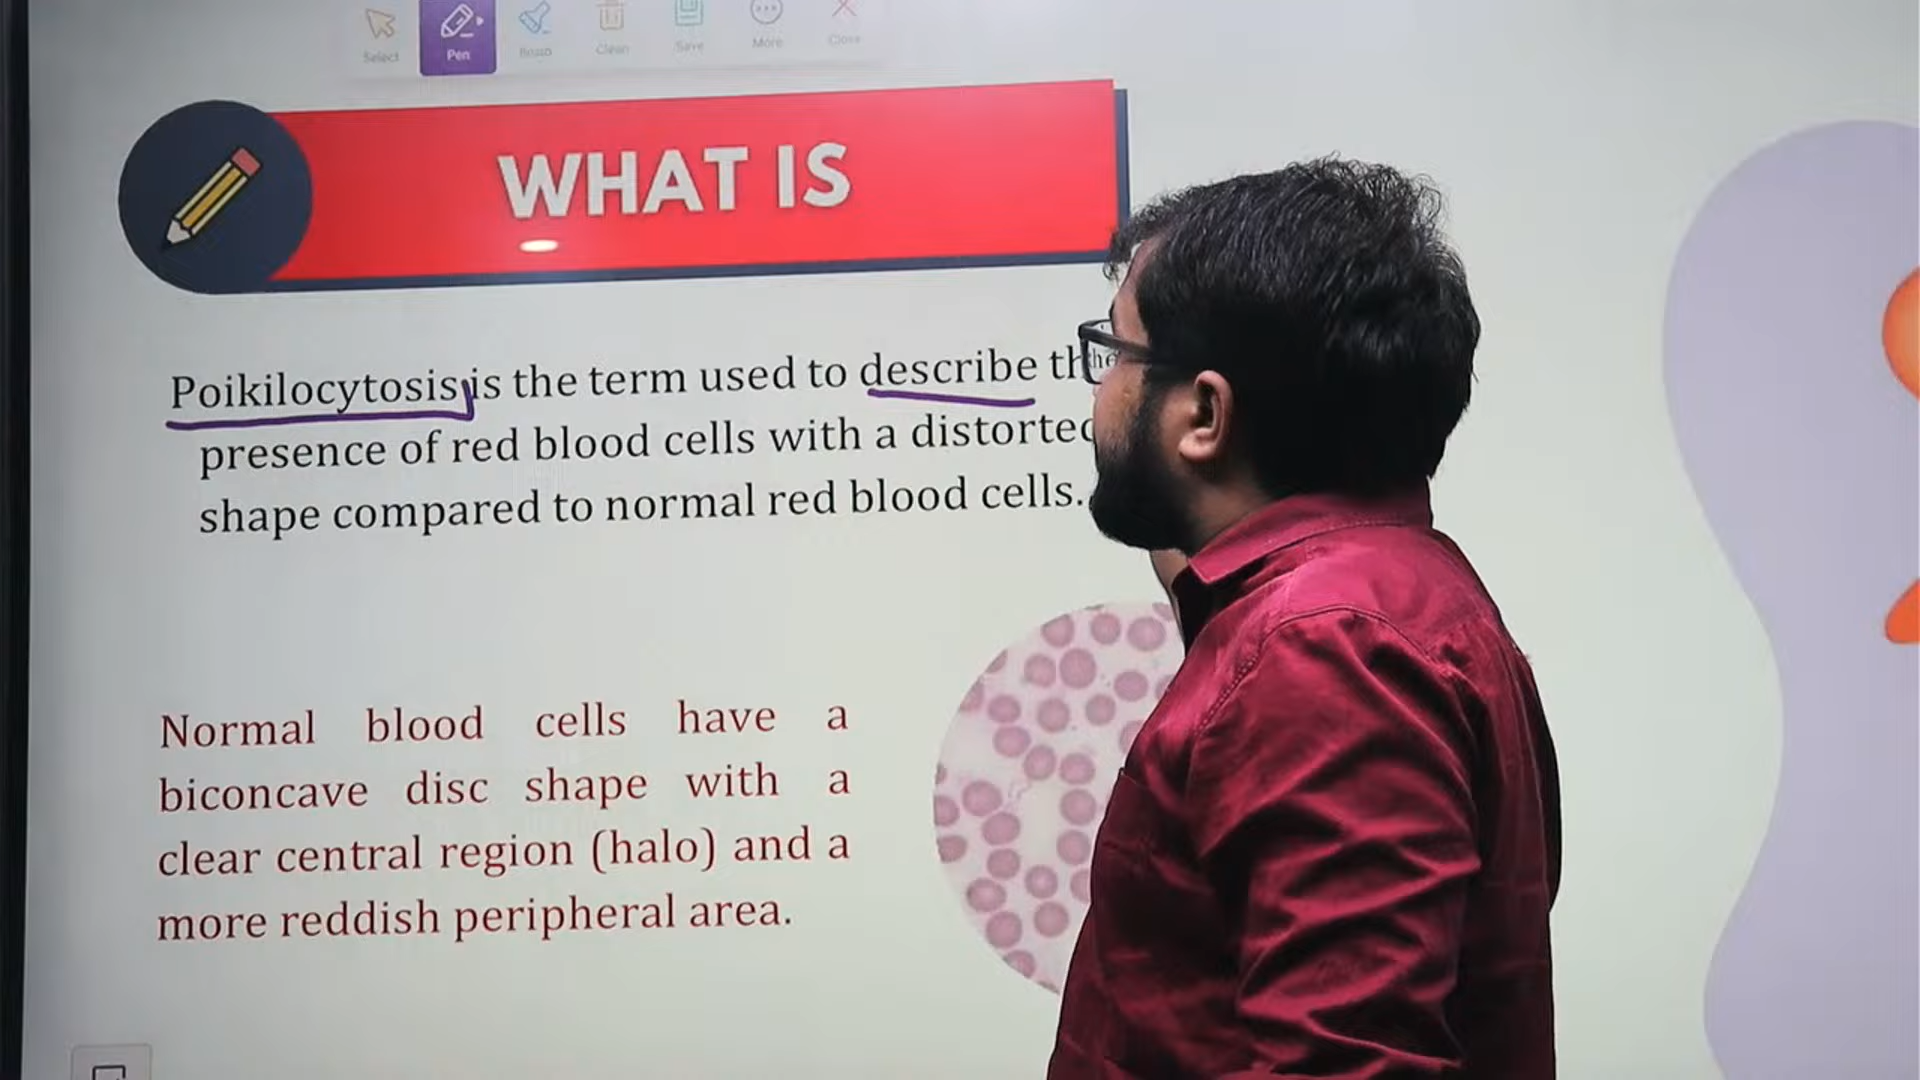 Select Pen Clean Save More Close
WHAT IS
Poikilocytosis is the term used to describe the
presence of red blood cells with a distorted
shape compared to normal red blood cells.
Normal blood cells have a
biconcave disc shape with a
clear central region (halo) and a
more reddish peripheral area.